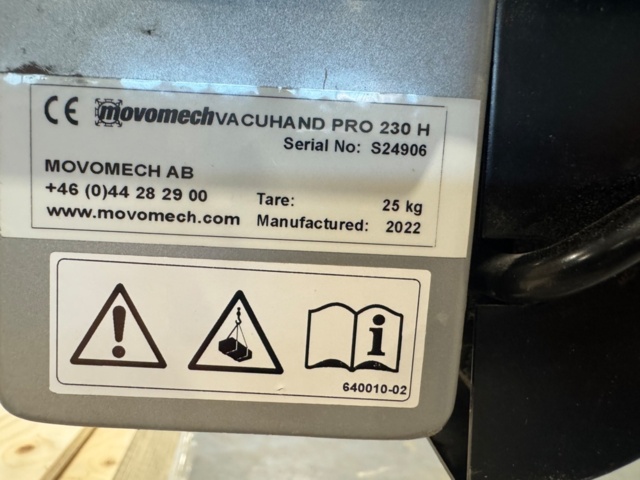 CE movomech VACUHAND PRO 230 H
Serial No: S24906
MOVOMECH AB
+46 (0)44 28 29 00
www.movomech.com
Tare: 25 kg
Manufactured: 2022
640010-02